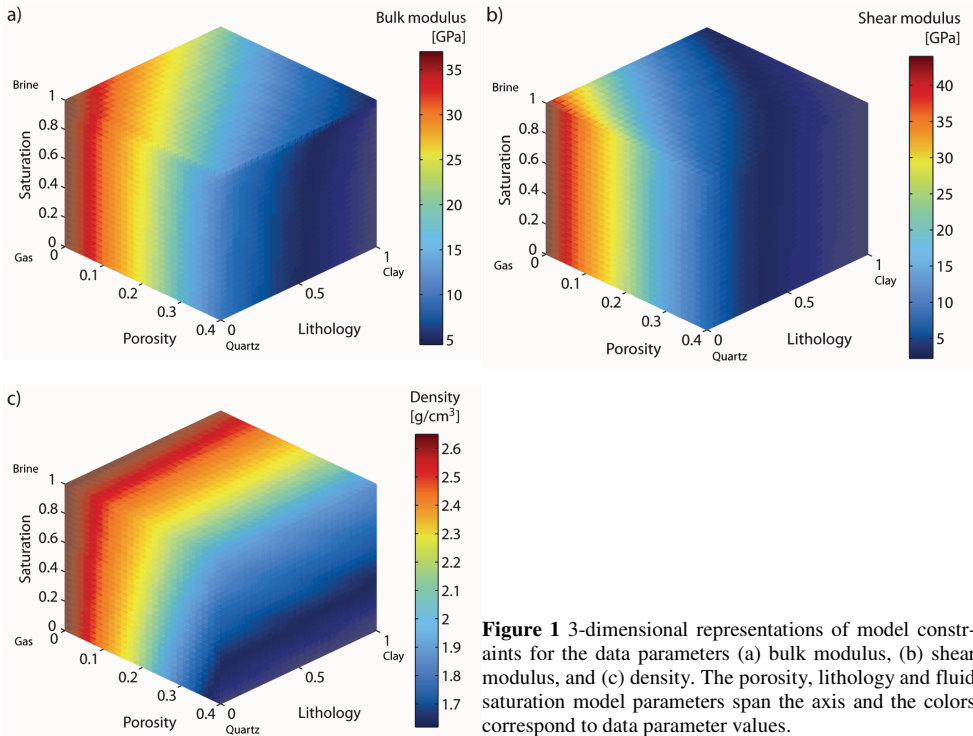 a)
Bulk modulus
[GPa]
35
30
25
20
15
10
5
Brine
1
0.8
0.6
0.4
0.2
0
Saturation
Gas
0
0.1
0.2
0.3
0.4
Porosity
0
Quartz
0.5
Lithology
1
Clay
b)
Shear modulus
[GPa]
40
35
30
25
20
15
10
5
Brine
1
0.8
0.6
0.4
0.2
0
Saturation
Gas
0
0.1
0.2
0.3
0.4
Porosity
0
Quartz
0.5
Lithology
1
Clay
c)
Density
[g/cm³]
2.6
2.5
2.4
2.3
2.2
2.1
2
1.9
1.8
1.7
Brine
1
0.8
0.6
0.4
0.2
0
Saturation
Gas
0
0.1
0.2
0.3
0.4
Porosity
0
Quartz
0.5
Lithology
1
Clay
Figure 1 3-dimensional representations of model constr-
aints for the data parameters (a) bulk modulus, (b) shear
modulus, and (c) density. The porosity, lithology and fluid
saturation model parameters span the axis and the colors
correspond to data parameter values.